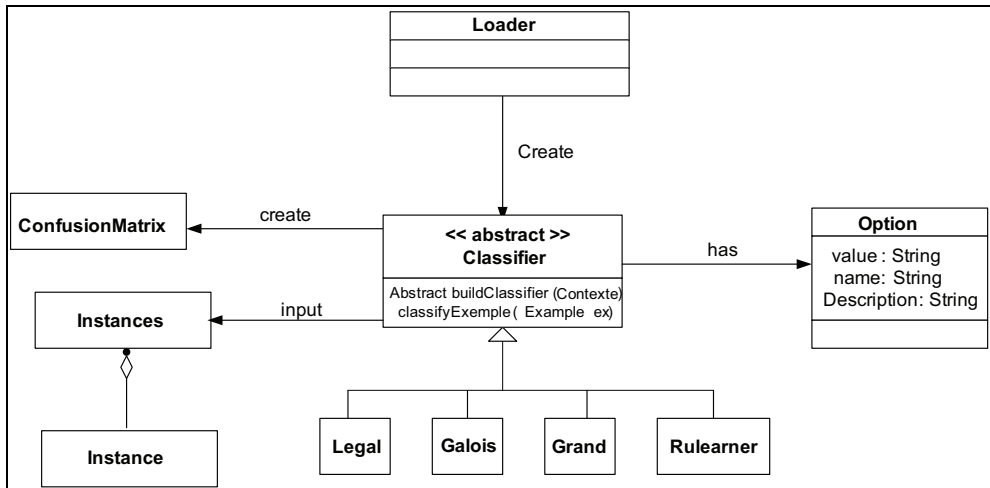 Loader
Create
ConfusionMatrix
create
<< abstract >>
Classifier
Abstract buildClassifier (Contexte)
classifyExemple ( Example ex)
has
Option
value : String
name: String
Description: String
Instances
input
Instance
Legal
Galois
Grand
Rulearner